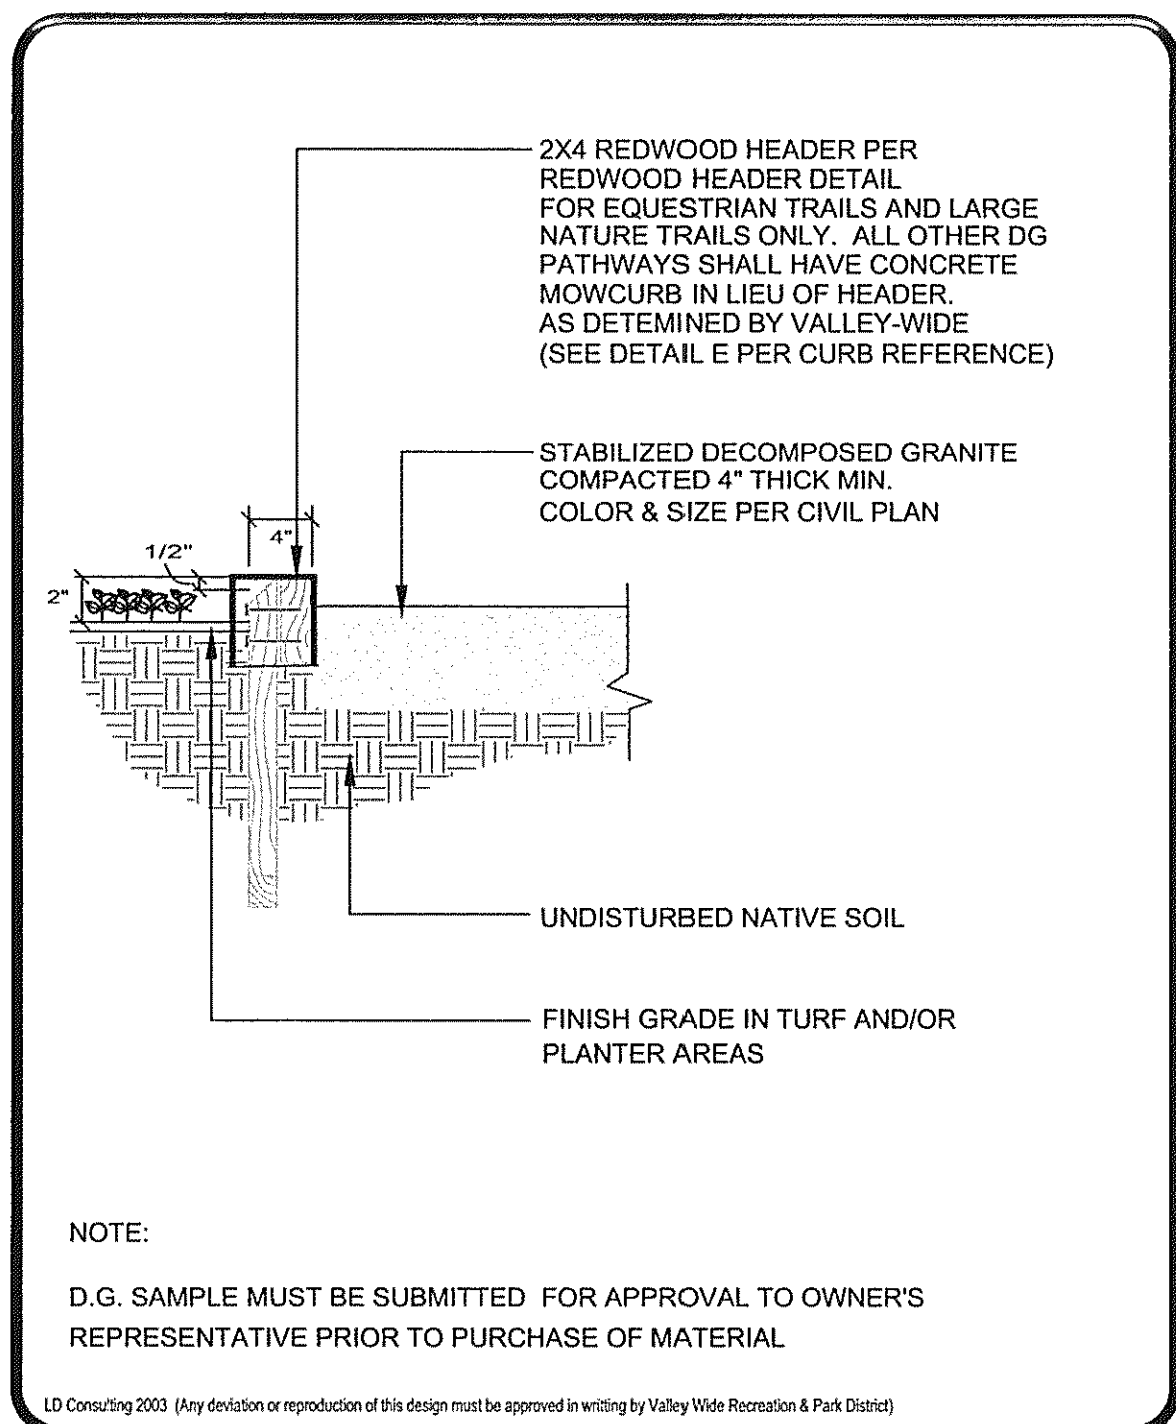 2X4 REDWOOD HEADER PER
REDWOOD HEADER DETAIL
FOR EQUESTRIAN TRAILS AND LARGE
NATURE TRAILS ONLY. ALL OTHER DG
PATHWAYS SHALL HAVE CONCRETE
MOWCURB IN LIEU OF HEADER.
AS DETEMINED BY VALLEY-WIDE
(SEE DETAIL E PER CURB REFERENCE)
STABILIZED DECOMPOSED GRANITE
COMPACTED 4" THICK MIN.
COLOR & SIZE PER CIVIL PLAN
4"
1/2"
2"
UNDISTURBED NATIVE SOIL
FINISH GRADE IN TURF AND/OR
PLANTER AREAS
NOTE:
D.G. SAMPLE MUST BE SUBMITTED FOR APPROVAL TO OWNER'S
REPRESENTATIVE PRIOR TO PURCHASE OF MATERIAL
LD Consulting 2003 (Any deviation or reproduction of this design must be approved in writting by Valley Wide Recreation & Park District)